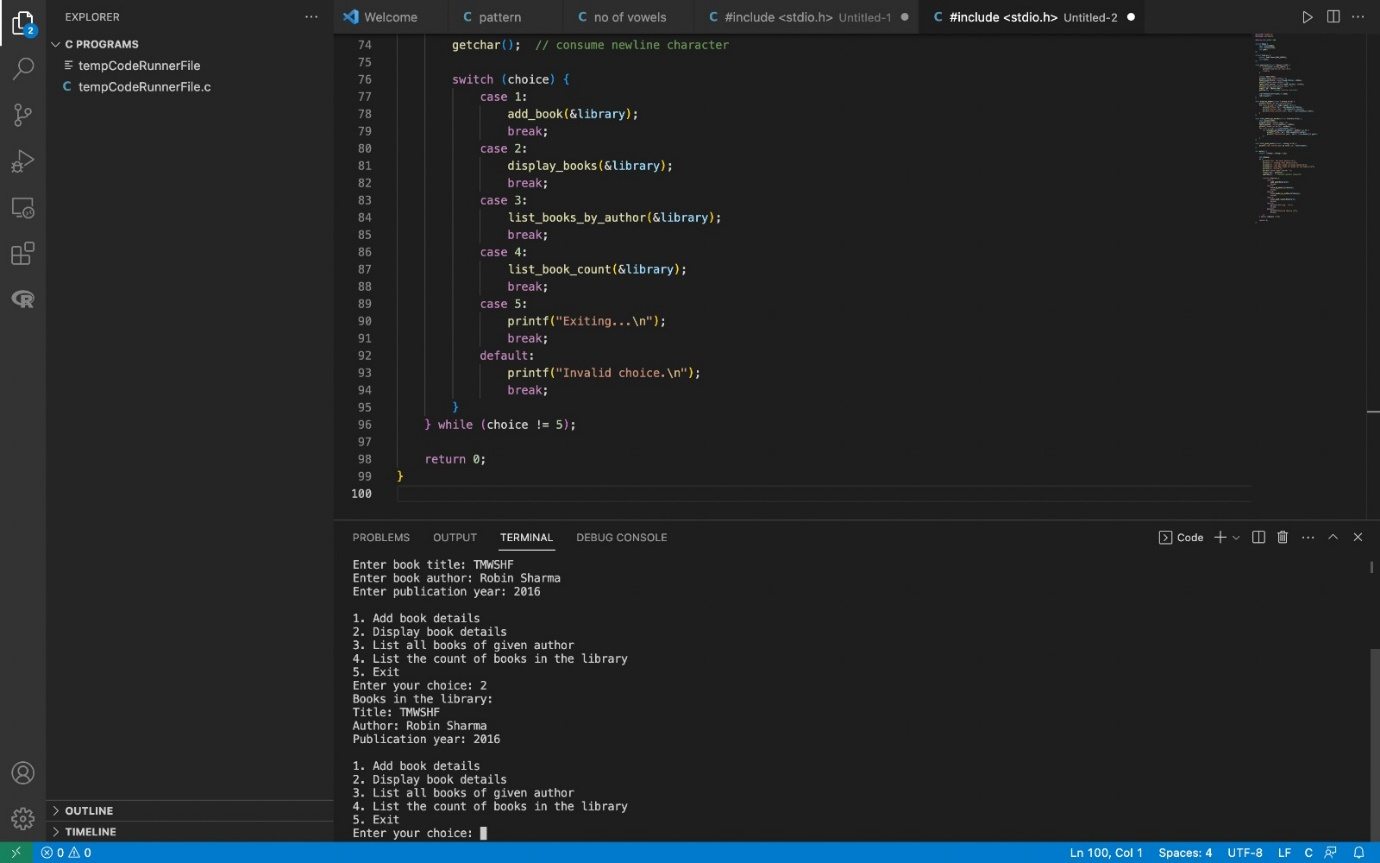 EXPLORER
Welcome
pattern
no of vowels
#include <stdio.h> Untitled-1
#include <stdio.h> Untitled-2
2
C PROGRAMS
tempCodeRunnerFile
C tempCodeRunnerFile.c
74 getchar(); // consume newline character
75
76 switch (choice) {
77 case 1:
78 add_book(&library);
79 break;
80 case 2:
81 display_books(&library);
82 break;
83 case 3:
84 list_books_by_author(&library);
85 break;
86 case 4:
87 list_book_count(&library);
88 break;
89 case 5:
90 printf("Exiting...\n");
91 break;
92 default:
93 printf("Invalid choice.\n");
94 break;
95 }
96 } while (choice != 5);
97
98 return 0;
99 }
100
PROBLEMS OUTPUT TERMINAL DEBUG CONSOLE Code
Enter book title: TMWSHF
Enter book author: Robin Sharma
Enter publication year: 2016
1. Add book details
2. Display book details
3. List all books of given author
4. List the count of books in the library
5. Exit
Enter your choice: 2
Books in the library:
Title: TMWSHF
Author: Robin Sharma
Publication year: 2016
1. Add book details
2. Display book details
3. List all books of given author
4. List the count of books in the library
5. Exit
Enter your choice:
OUTLINE
TIMELINE
0 0 Ln 100, Col 1 Spaces: 4 UTF-8 LF C